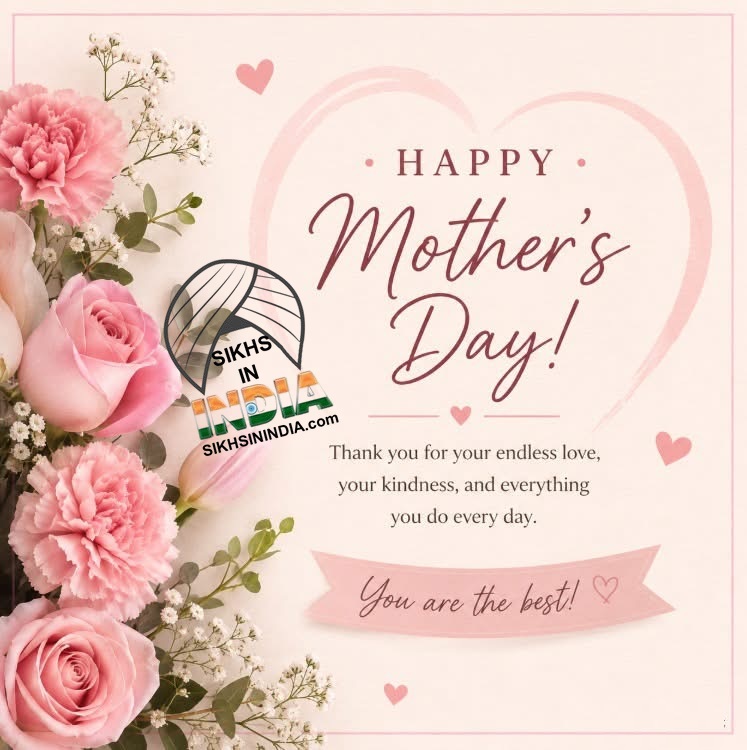 · HAPPY ·
Mother's
Day!
SIKHS
IN
INDIA
SIKHSININDIA.com
Thank you for your endless love,
your kindness, and everything
you do every day.
You are the best!